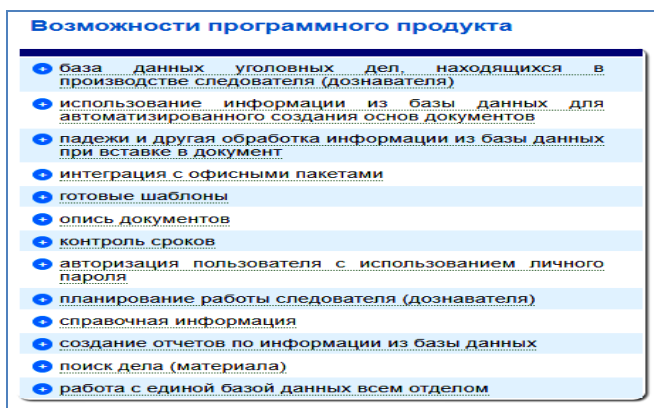 Возможности программного продукта
база данных уголовных дел, находящихся в
производстве следователя (дознавателя)
использование информации из базы данных для
автоматизированного создания основ документов
падежи и другая обработка информации из базы данных
при вставке в документ
интеграция с офисными пакетами
готовые шаблоны
опись документов
контроль сроков
авторизация пользователя с использованием личного
пароля
планирование работы следователя (дознавателя)
справочная информация
создание отчетов по информации из базы данных
поиск дела (материала)
работа с единой базой данных всем отделом